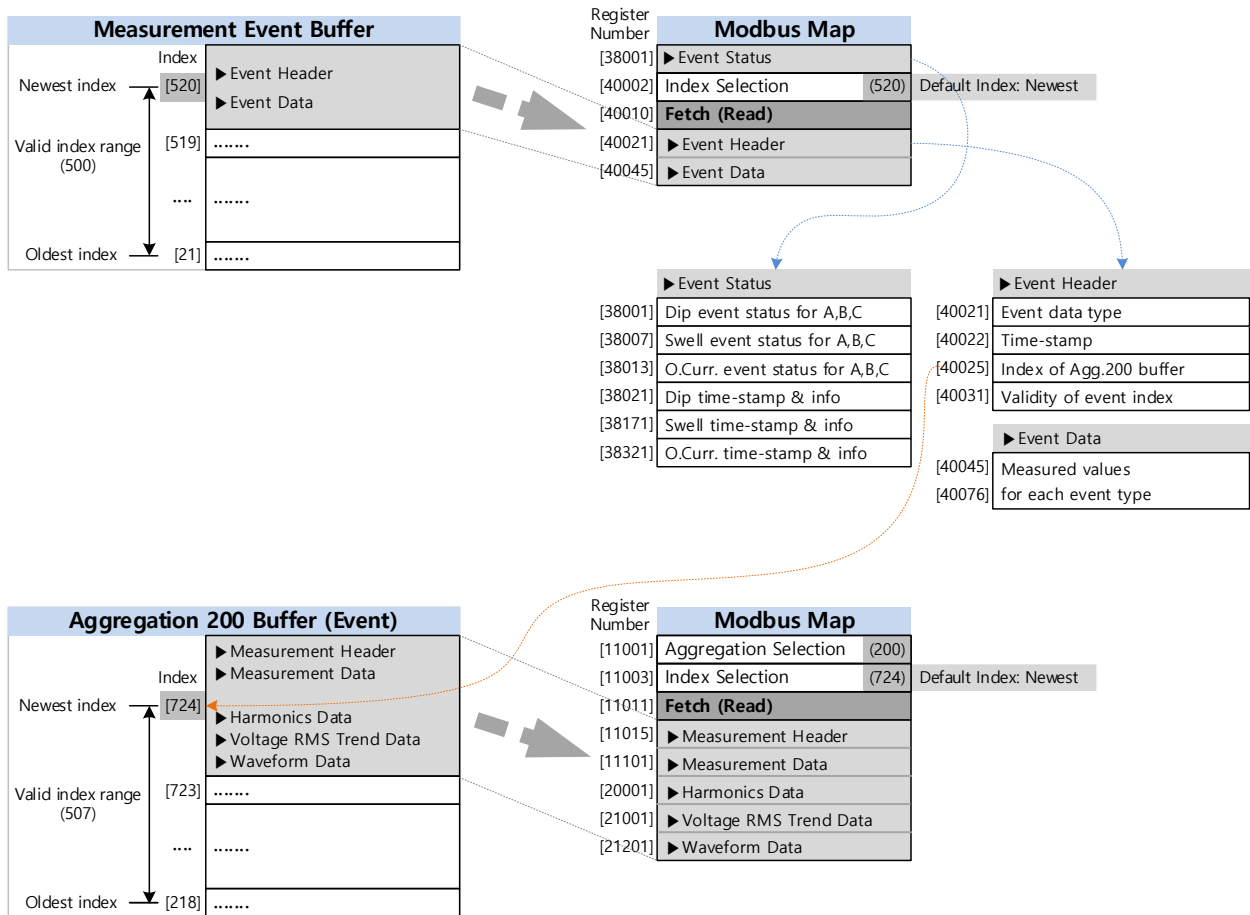 Measurement Event Buffer
Index
Newest index
[520]
▶Event Header
▶Event Data
Valid index range
(500)
[519]
.......
....
.......
Oldest index
[21]
.......
Register
Number
Modbus Map
[38001]
▶Event Status
[40002]
Index Selection
(520)
Default Index: Newest
[40010]
Fetch (Read)
[40021]
▶Event Header
[40045]
▶Event Data
▶Event Status
[38001]
Dip event status for A,B,C
[38007]
Swell event status for A,B,C
[38013]
O.Curr. event status for A,B,C
[38021]
Dip time-stamp & info
[38171]
Swell time-stamp & info
[38321]
O.Curr. time-stamp & info
▶Event Header
[40021]
Event data type
[40022]
Time-stamp
[40025]
Index of Agg.200 buffer
[40031]
Validity of event index
▶Event Data
[40045]
Measured values
[40076]
for each event type
Aggregation 200 Buffer (Event)
Index
Newest index
[724]
▶Measurement Header
▶Measurement Data
▶Harmonics Data
▶Voltage RMS Trend Data
▶Waveform Data
Valid index range
(507)
[723]
.......
....
.......
Oldest index
[218]
.......
Register
Number
Modbus Map
[11001]
Aggregation Selection
(200)
[11003]
Index Selection
(724)
Default Index: Newest
[11011]
Fetch (Read)
[11015]
▶Measurement Header
[11101]
▶Measurement Data
[20001]
▶Harmonics Data
[21001]
▶Voltage RMS Trend Data
[21201]
▶Waveform Data